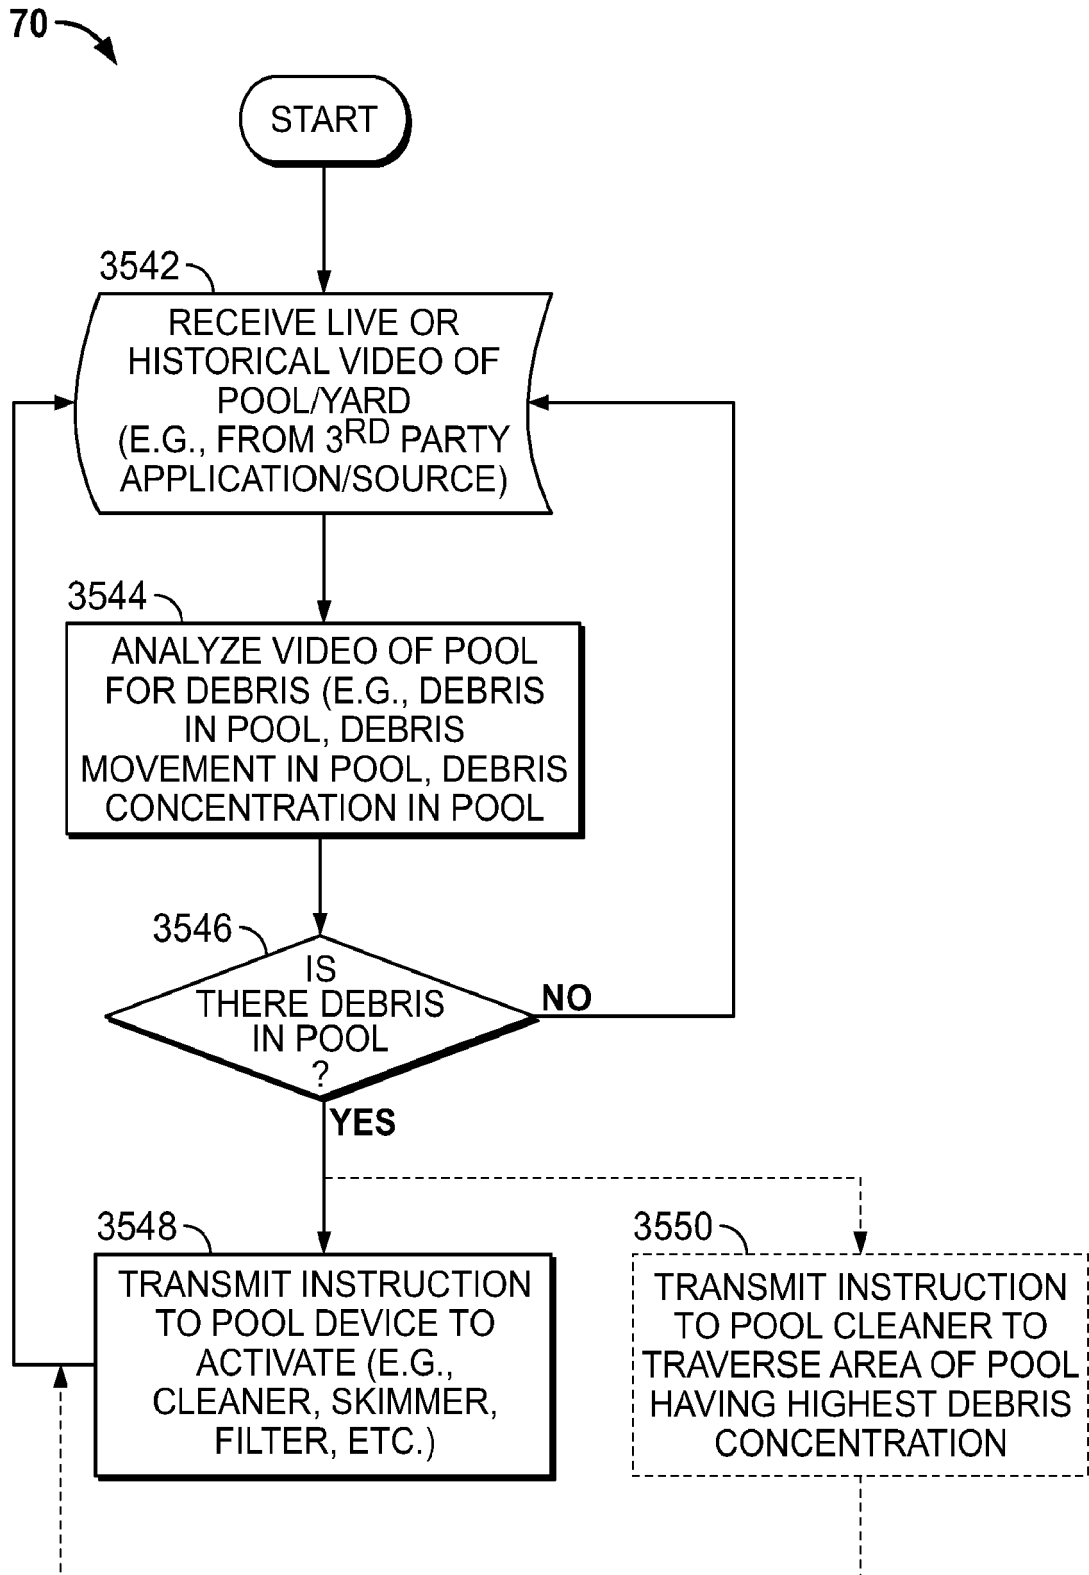 70
START
3542
RECEIVE LIVE OR
HISTORICAL VIDEO OF
POOL/YARD
(E.G., FROM 3RD PARTY
APPLICATION/SOURCE)
3544
ANALYZE VIDEO OF POOL
FOR DEBRIS (E.G., DEBRIS
IN POOL, DEBRIS
MOVEMENT IN POOL, DEBRIS
CONCENTRATION IN POOL
3546
IS
THERE DEBRIS
IN POOL
?
NO
YES
3548
TRANSMIT INSTRUCTION
TO POOL DEVICE TO
ACTIVATE (E.G.,
CLEANER, SKIMMER,
FILTER, ETC.)
3550
TRANSMIT INSTRUCTION
TO POOL CLEANER TO
TRAVERSE AREA OF POOL
HAVING HIGHEST DEBRIS
CONCENTRATION